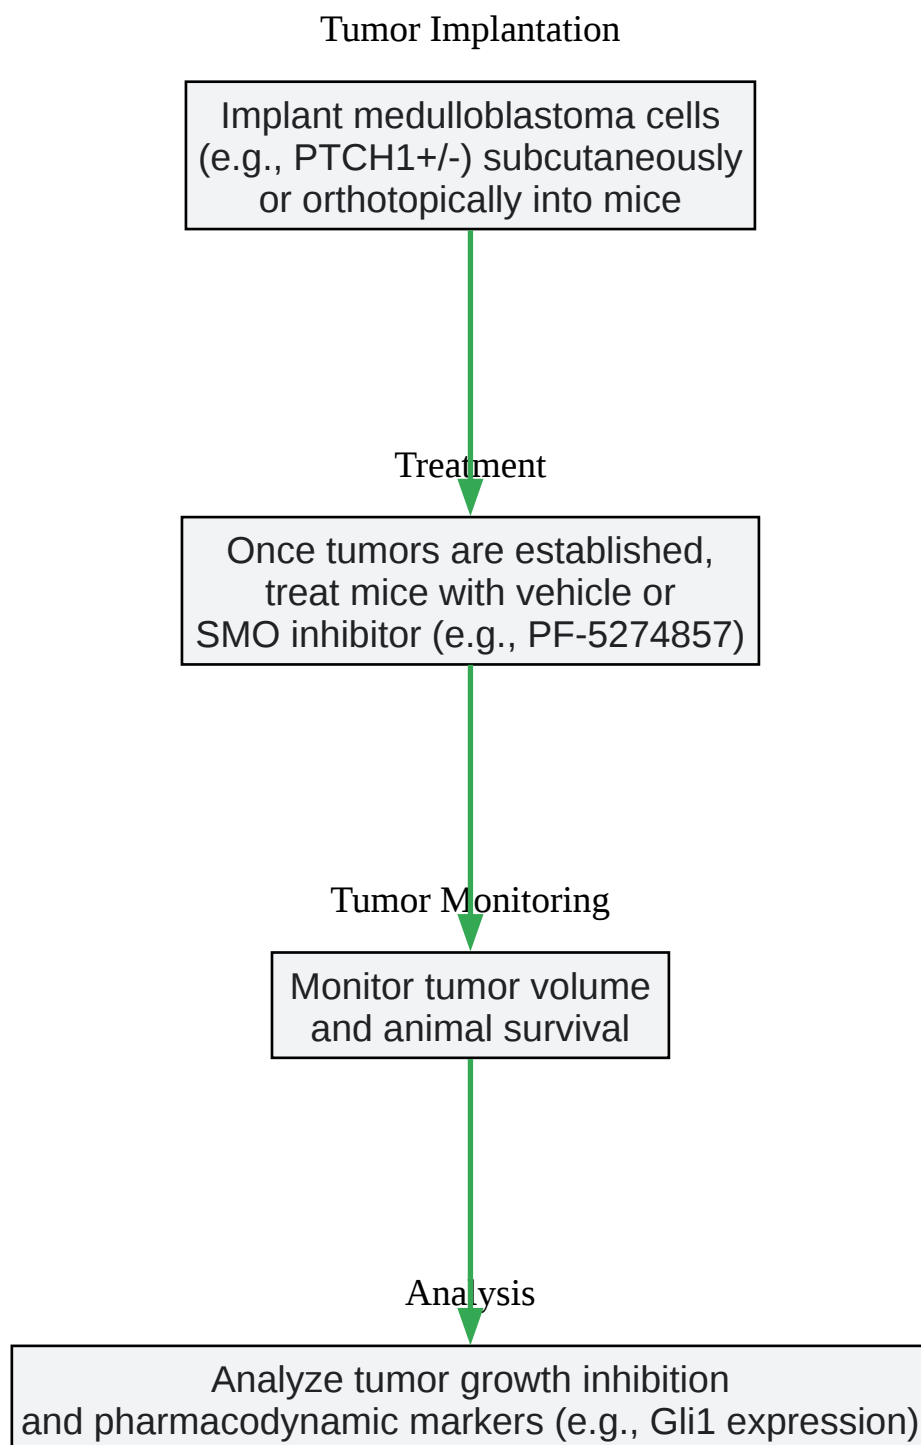 Tumor Implantation
Implant medulloblastoma cells
(e.g., PTCH1+/-) subcutaneously
or orthotopically into mice
Treatment
Once tumors are established,
treat mice with vehicle or
SMO inhibitor (e.g., PF-5274857)
Tumor Monitoring
Monitor tumor volume
and animal survival
Analysis
Analyze tumor growth inhibition
and pharmacodynamic markers (e.g., Gli1 expression)